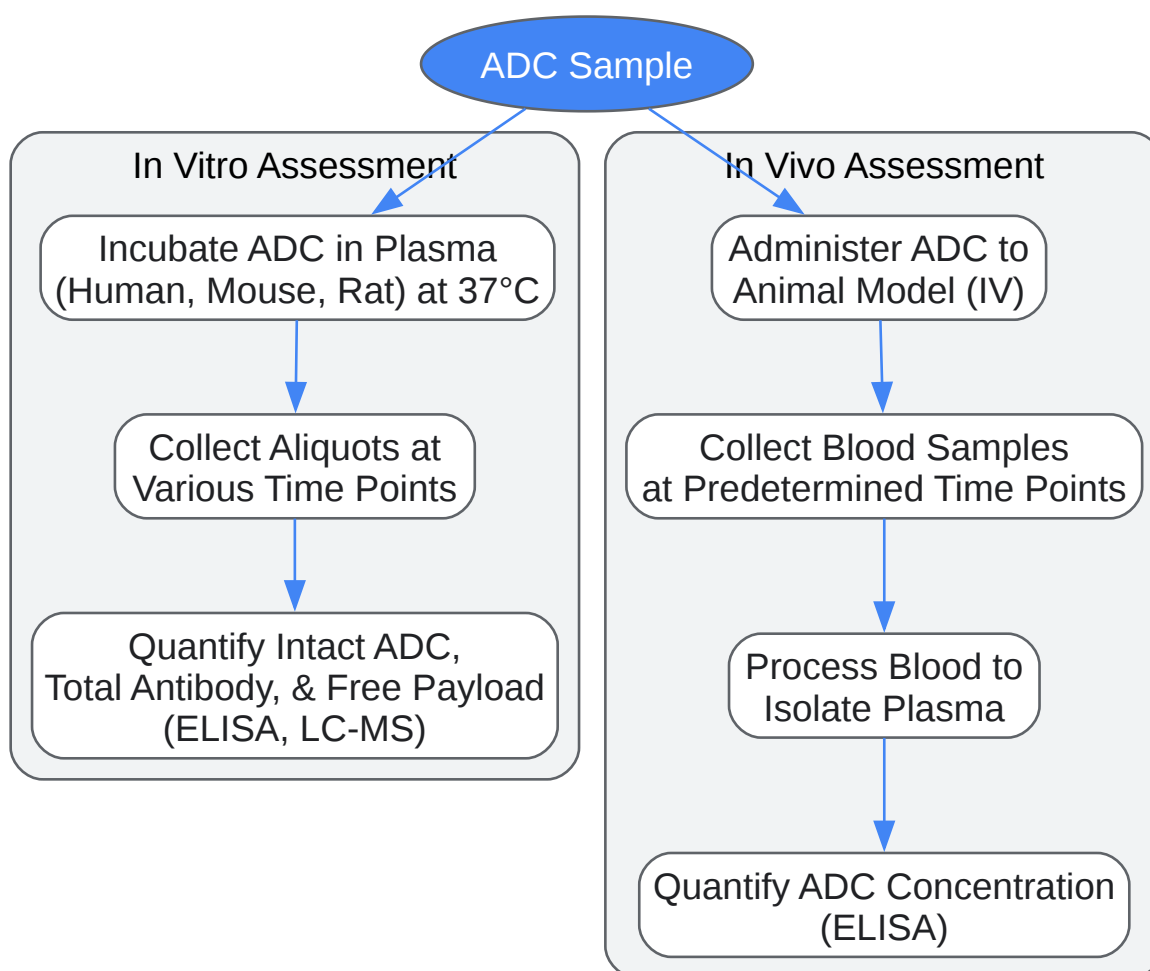 ADC Sample
In Vitro Assessment
Incubate ADC in Plasma
(Human, Mouse, Rat) at 37°C
Collect Aliquots at
Various Time Points
Quantify Intact ADC,
Total Antibody, & Free Payload
(ELISA, LC-MS)
In Vivo Assessment
Administer ADC to
Animal Model (IV)
Collect Blood Samples
at Predetermined Time Points
Process Blood to
Isolate Plasma
Quantify ADC Concentration
(ELISA)